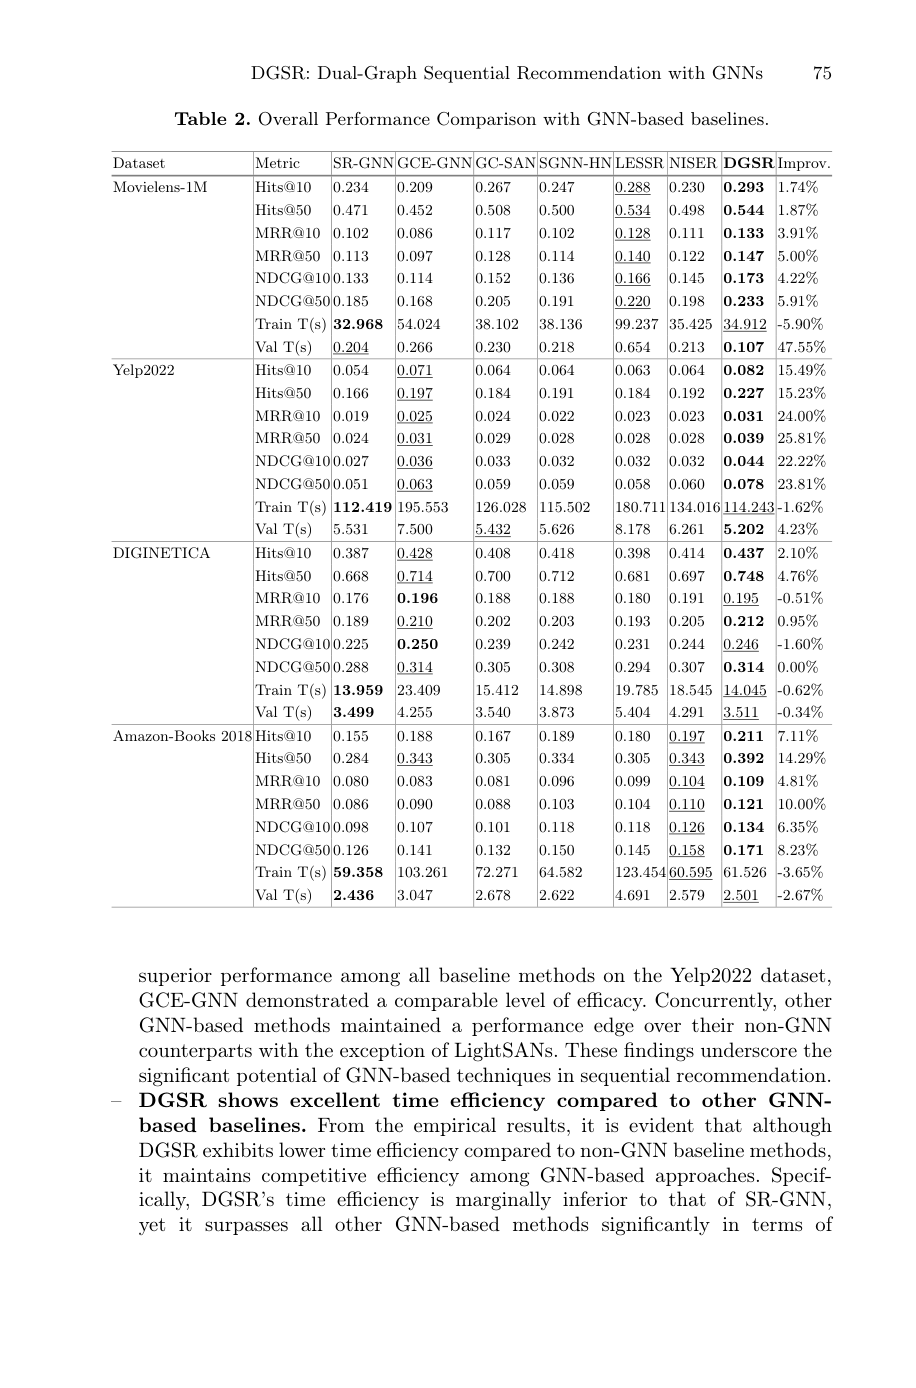 DGSR: Dual-Graph Sequential Recommendation with GNNs 75
Table 2. Overall Performance Comparison with GNN-based baselines.
Dataset Metric SR-GNN GCE-GNN GC-SAN SGNN-HN LESSR NISER DGSR Improv.
Movielens-1M Hits@10 0.234 0.209 0.267 0.247 0.288 0.230 0.293 1.74%
Hits@50 0.471 0.452 0.508 0.500 0.534 0.498 0.544 1.87%
MRR@10 0.102 0.086 0.117 0.102 0.128 0.111 0.133 3.91%
MRR@50 0.113 0.097 0.128 0.114 0.140 0.122 0.147 5.00%
NDCG@10 0.133 0.114 0.152 0.136 0.166 0.145 0.173 4.22%
NDCG@50 0.185 0.168 0.205 0.191 0.220 0.198 0.233 5.91%
Train T(s) 32.968 54.024 38.102 38.136 99.237 35.425 34.912 -5.90%
Val T(s) 0.204 0.266 0.230 0.218 0.654 0.213 0.107 47.55%
Yelp2022 Hits@10 0.054 0.071 0.064 0.064 0.063 0.064 0.082 15.49%
Hits@50 0.166 0.197 0.184 0.191 0.184 0.192 0.227 15.23%
MRR@10 0.019 0.025 0.024 0.022 0.023 0.023 0.031 24.00%
MRR@50 0.024 0.031 0.029 0.028 0.028 0.028 0.039 25.81%
NDCG@10 0.027 0.036 0.033 0.032 0.032 0.032 0.044 22.22%
NDCG@50 0.051 0.063 0.059 0.059 0.058 0.060 0.078 23.81%
Train T(s) 112.419 195.553 126.028 115.502 180.711 134.016 114.243 -1.62%
Val T(s) 5.531 7.500 5.432 5.626 8.178 6.261 5.202 4.23%
DIGINETICA Hits@10 0.387 0.428 0.408 0.418 0.398 0.414 0.437 2.10%
Hits@50 0.668 0.714 0.700 0.712 0.681 0.697 0.748 4.76%
MRR@10 0.176 0.196 0.188 0.188 0.180 0.191 0.195 -0.51%
MRR@50 0.189 0.210 0.202 0.203 0.193 0.205 0.212 0.95%
NDCG@10 0.225 0.250 0.239 0.242 0.231 0.244 0.246 -1.60%
NDCG@50 0.288 0.314 0.305 0.308 0.294 0.307 0.314 0.00%
Train T(s) 13.959 23.409 15.412 14.898 19.785 18.545 14.045 -0.62%
Val T(s) 3.499 4.255 3.540 3.873 5.404 4.291 3.511 -0.34%
Amazon-Books 2018 Hits@10 0.155 0.188 0.167 0.189 0.180 0.197 0.211 7.11%
Hits@50 0.284 0.343 0.305 0.334 0.305 0.343 0.392 14.29%
MRR@10 0.080 0.083 0.081 0.096 0.099 0.104 0.109 4.81%
MRR@50 0.086 0.090 0.088 0.103 0.104 0.110 0.121 10.00%
NDCG@10 0.098 0.107 0.101 0.118 0.118 0.126 0.134 6.35%
NDCG@50 0.126 0.141 0.132 0.150 0.145 0.158 0.171 8.23%
Train T(s) 59.358 103.261 72.271 64.582 123.454 60.595 61.526 -3.65%
Val T(s) 2.436 3.047 2.678 2.622 4.691 2.579 2.501 -2.67%
superior performance among all baseline methods on the Yelp2022 dataset,
GCE-GNN demonstrated a comparable level of efficacy. Concurrently, other
GNN-based methods maintained a performance edge over their non-GNN
counterparts with the exception of LightSANs. These findings underscore the
significant potential of GNN-based techniques in sequential recommendation.
– DGSR shows excellent time efficiency compared to other GNN-
based baselines. From the empirical results, it is evident that although
DGSR exhibits lower time efficiency compared to non-GNN baseline methods,
it maintains competitive efficiency among GNN-based approaches. Specif-
ically, DGSR's time efficiency is marginally inferior to that of SR-GNN,
yet it surpasses all other GNN-based methods significantly in terms of